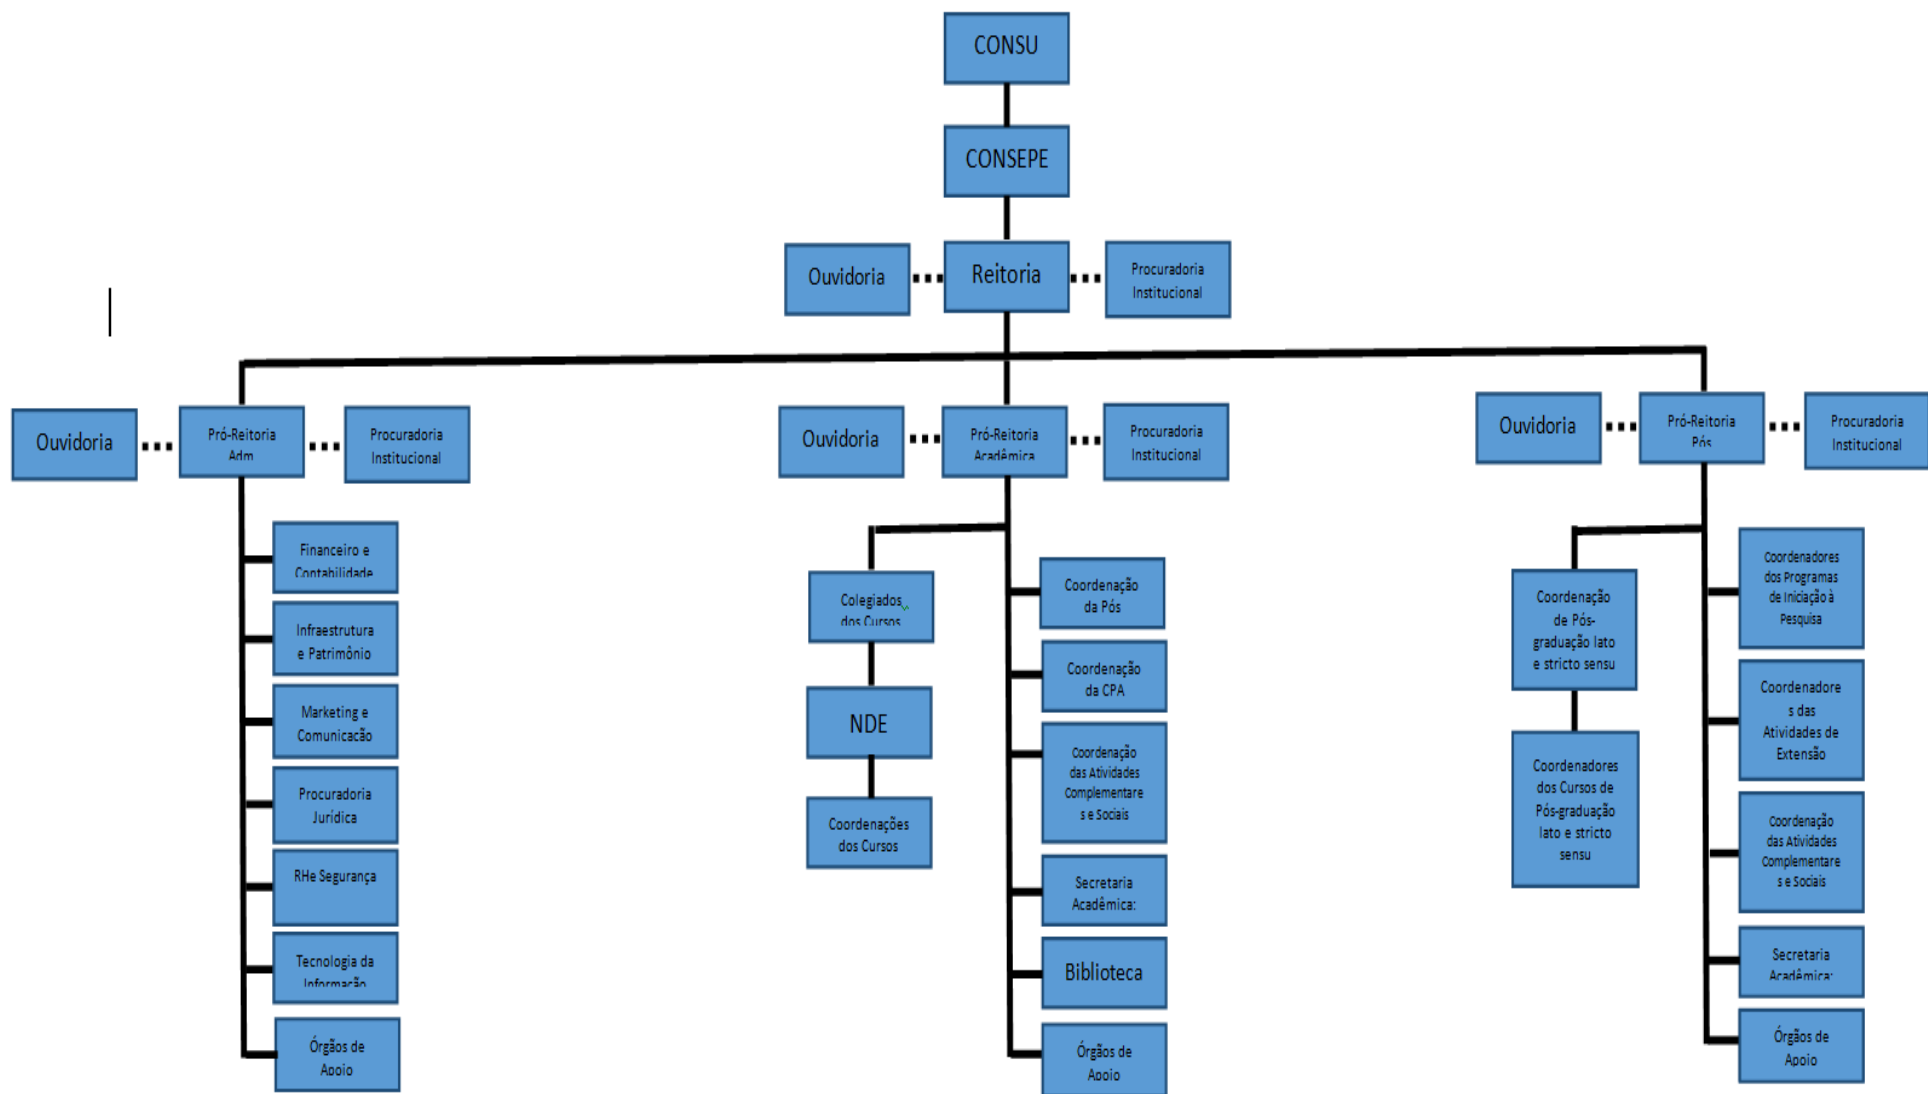 CONSU
CONSEPE
Ouvidoria
Reitoria
Procuradoria
Institucional
Ouvidoria
Pró-Reitoria
Adm
Procuradoria
Institucional
Ouvidoria
Pró-Reitoria
Acadêmica
Procuradoria
Institucional
Ouvidoria
Pró-Reitoria
Pós
Procuradoria
Institucional
Financeiro e
Contabilidade
Infraestrutura
e Patrimônio
Marketing e
Comunicação
Procuradoria
Jurídica
RHe Segurança
Tecnologia da
Informação
Órgãos de
Apoio
Colegiados
dos Cursos
NDE
Coordenações
dos Cursos
Coordenação
da Pós
Coordenação
da CPA
Coordenação
das Atividades
Complementare
s e Sociais
Secretaria
Acadêmica:
Biblioteca
Órgãos de
Apoio
Coordenação
de Pós-
graduação lato
e stricto sensu
Coordenadores
dos Cursos de
Pós-graduação
lato e stricto
sensu
Coordenadores
dos Programas
de Iniciação à
Pesquisa
Coordenadore
s das
Atividades de
Extensão
Coordenação
das Atividades
Complementare
s e Sociais
Secretaria
Acadêmica:
Órgãos de
Apoio